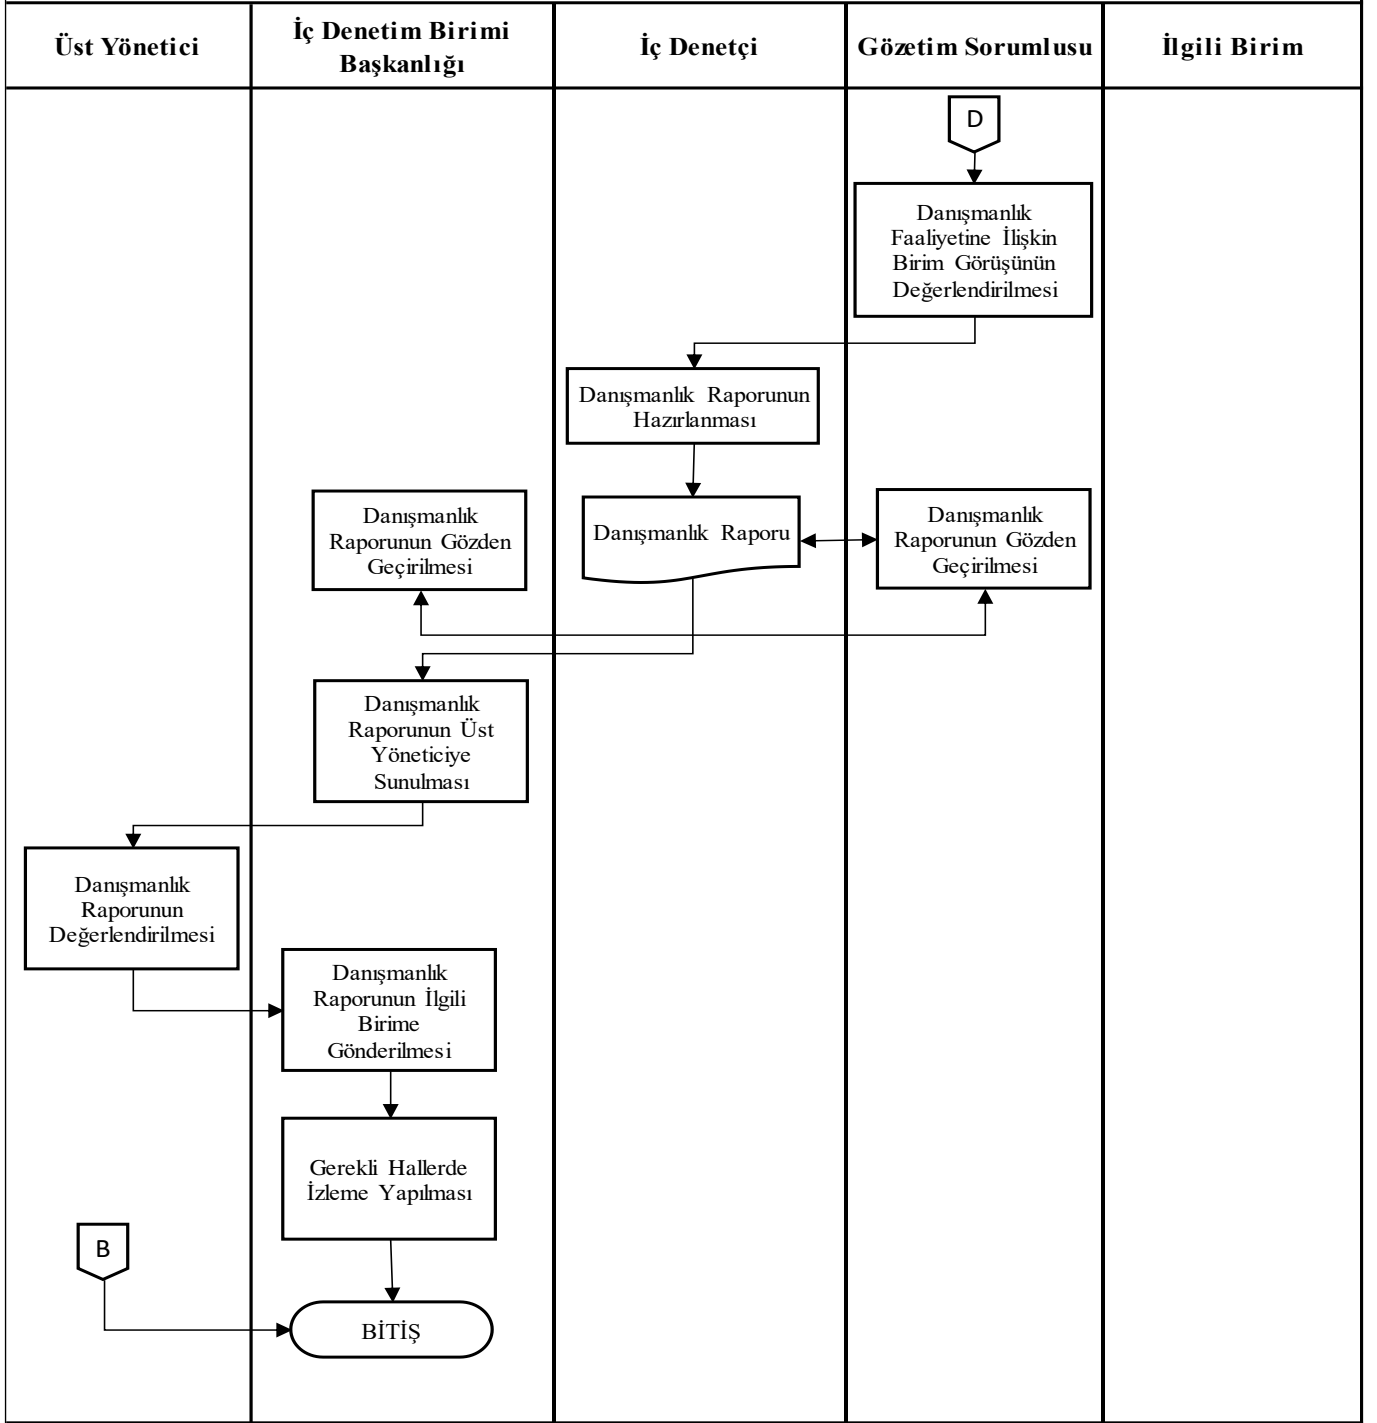 Üst Yönetici
İç Denetim Birimi
Başkanlığı
İç Denetçi
Gözetim Sorumlusu
İlgili Birim
D
Danışmanlık
Faaliyetine İlişkin
Birim Görüşünün
Değerlendirilmesi
Danışmanlık Raporunun
Hazırlanması
Danışmanlık
Raporunun Gözden
Geçirilmesi
Danışmanlık Raporu
Danışmanlık
Raporunun Gözden
Geçirilmesi
Danışmanlık
Raporunun Üst
Yöneticiye
Sunulması
Danışmanlık
Raporunun
Değerlendirilmesi
Danışmanlık
Raporunun İlgili
Birime
Gönderilmesi
Gerekli Hallerde
İzleme Yapılması
B
BİTİŞ